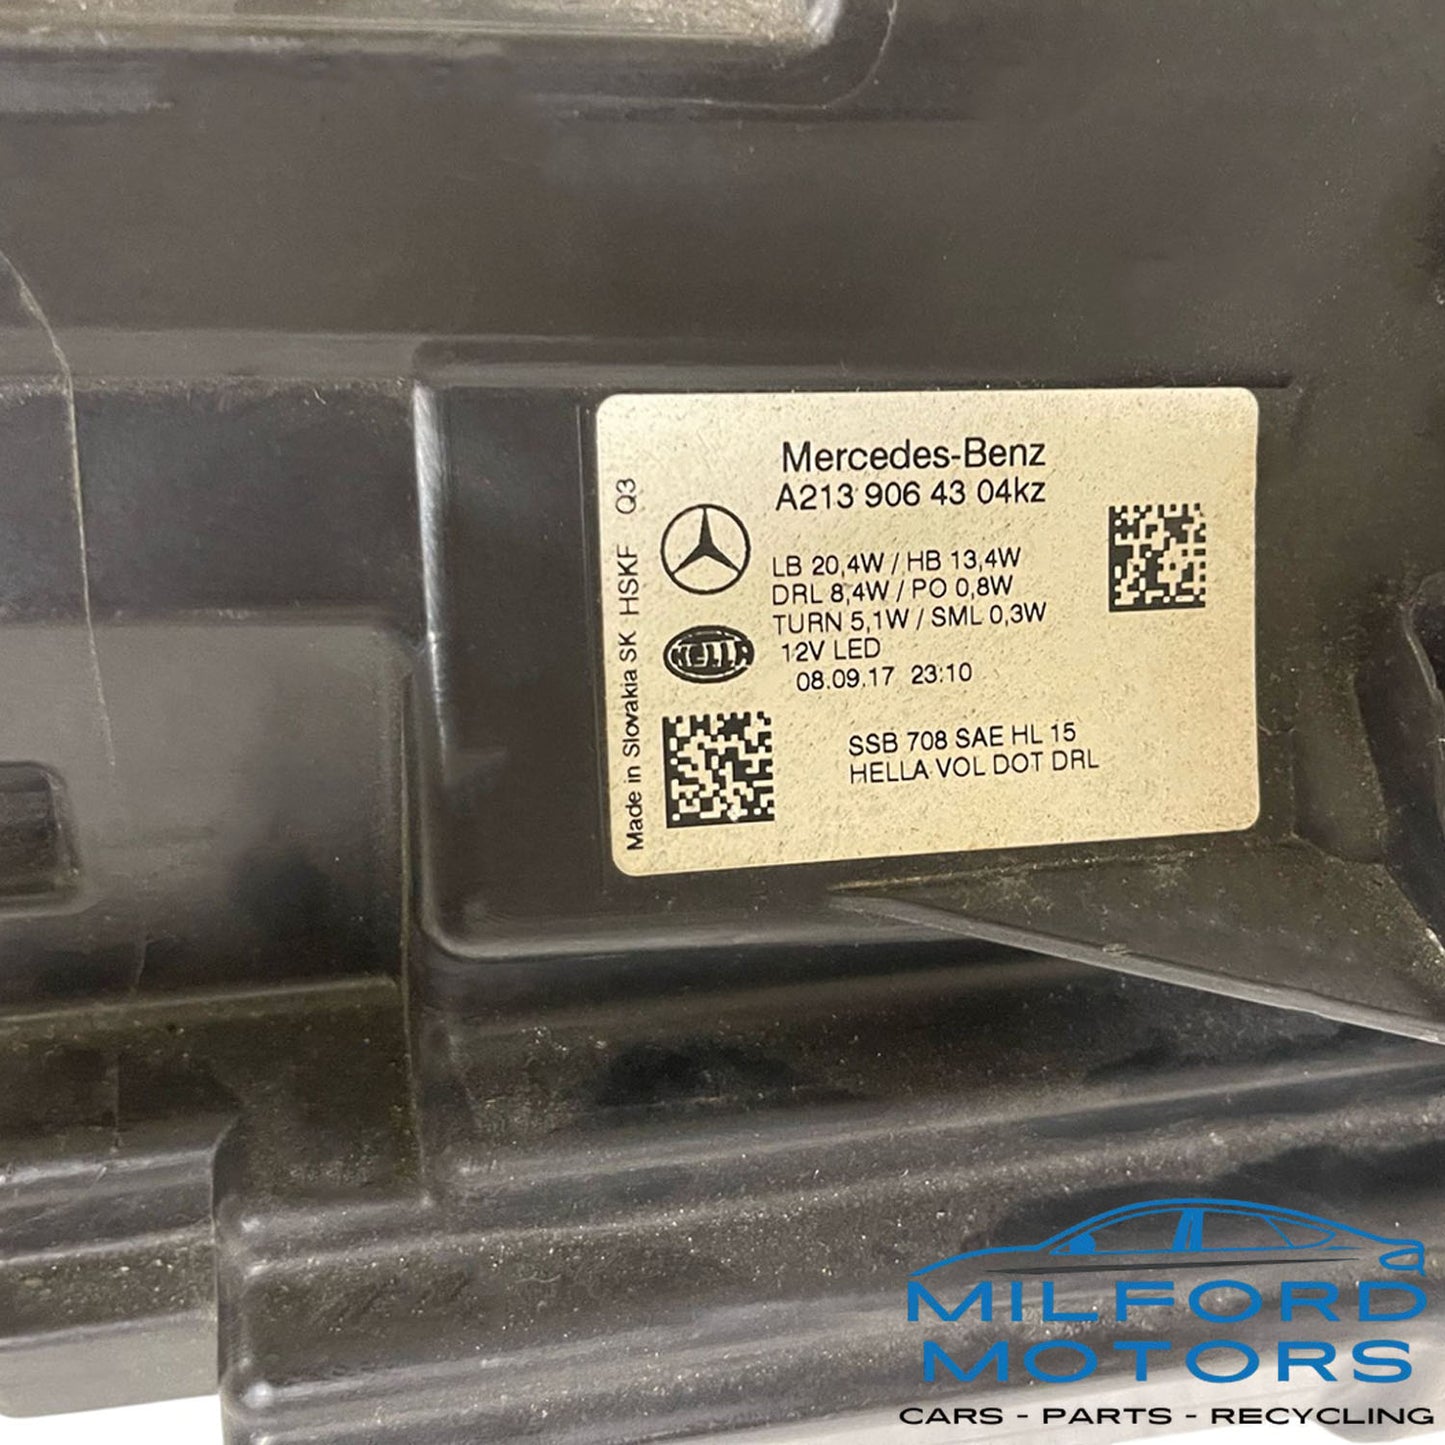 Mercedes-Benz
A213 906 43 04kz
LB 20,4W / HB 13,4W
DRL 8,4W / PO 0,8W
TURN 5,1W / SML 0,3W
12V LED
08.09.17 23:10
SSB 708 SAE HL 15
HELLA VOL DOT DRL
HELLA
Made in Slovakia SK HSKF Q3
MILFORD
MOTORS
CARS - PARTS - RECYCLING